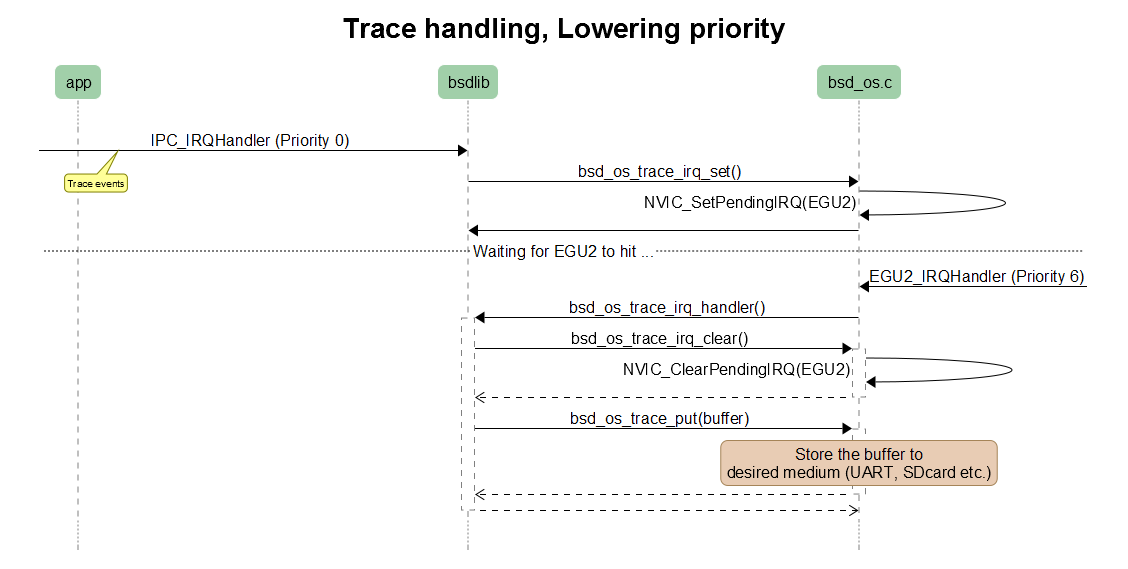 Trace handling, Lowering priority
app
bsdlib
bsd_os.c
IPC_IRQHandler (Priority 0)
Trace events
bsd_os_trace_irq_set()
NVIC_SetPendingIRQ(EGU2)
Waiting for EGU2 to hit ...
EGU2_IRQHandler (Priority 6)
bsd_os_trace_irq_handler()
bsd_os_trace_irq_clear()
NVIC_ClearPendingIRQ(EGU2)
bsd_os_trace_put(buffer)
Store the buffer to
desired medium (UART, SDcard etc.)